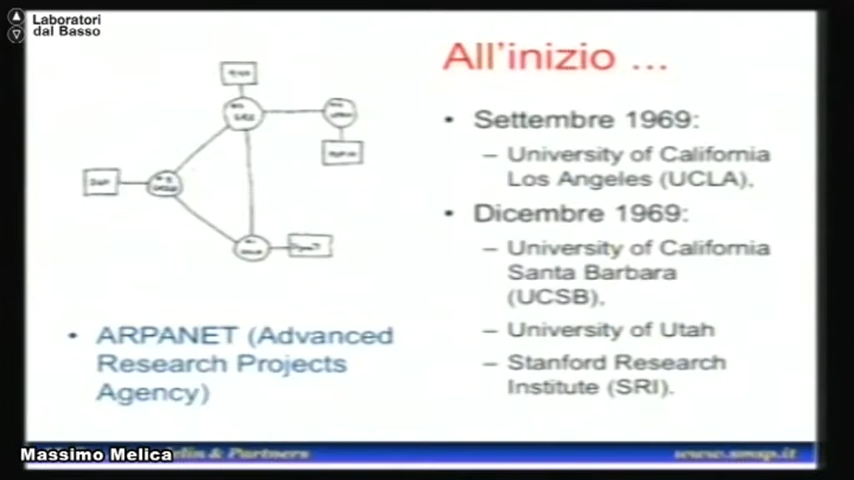 Laboratori
dal Basso
All'inizio ...
• Settembre 1969:
– University of California
Los Angeles (UCLA).
• Dicembre 1969:
– University of California
Santa Barbara
(UCSB).
– University of Utah
– Stanford Research
Institute (SRI).
• ARPANET (Advanced
Research Projects
Agency)
Massimo Melica
& Partners